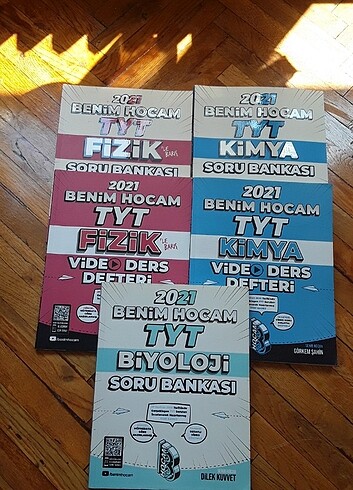 2021
BENİM HOCAM
TYT
FİZİK
SORU BANKASI
2021
BENİM HOCAM
TYT
KİMYA
SORU BANKASI
2021
BENİM HOCAM
TYT
FİZİK
VİDEO DERS
DEFTERİ
benimhocam
2021
BENİM HOCAM
TYT
KİMYA
VİDEO DERS
DEFTERİ
GÖRKEM ŞAHİN
2021
BENİM HOCAM
TYT
BİYOLOJİ
SORU BANKASI
benimhocam
DİLEK KUVVET